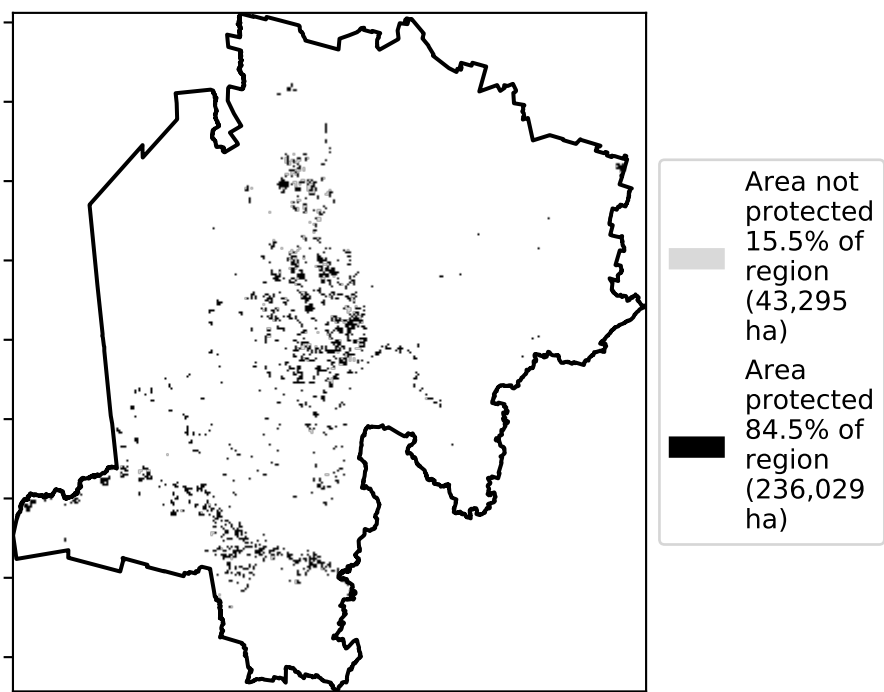 Area not
protected
15.5% of
region
(43,295
ha)
Area
protected
84.5% of
region
(236,029
ha)